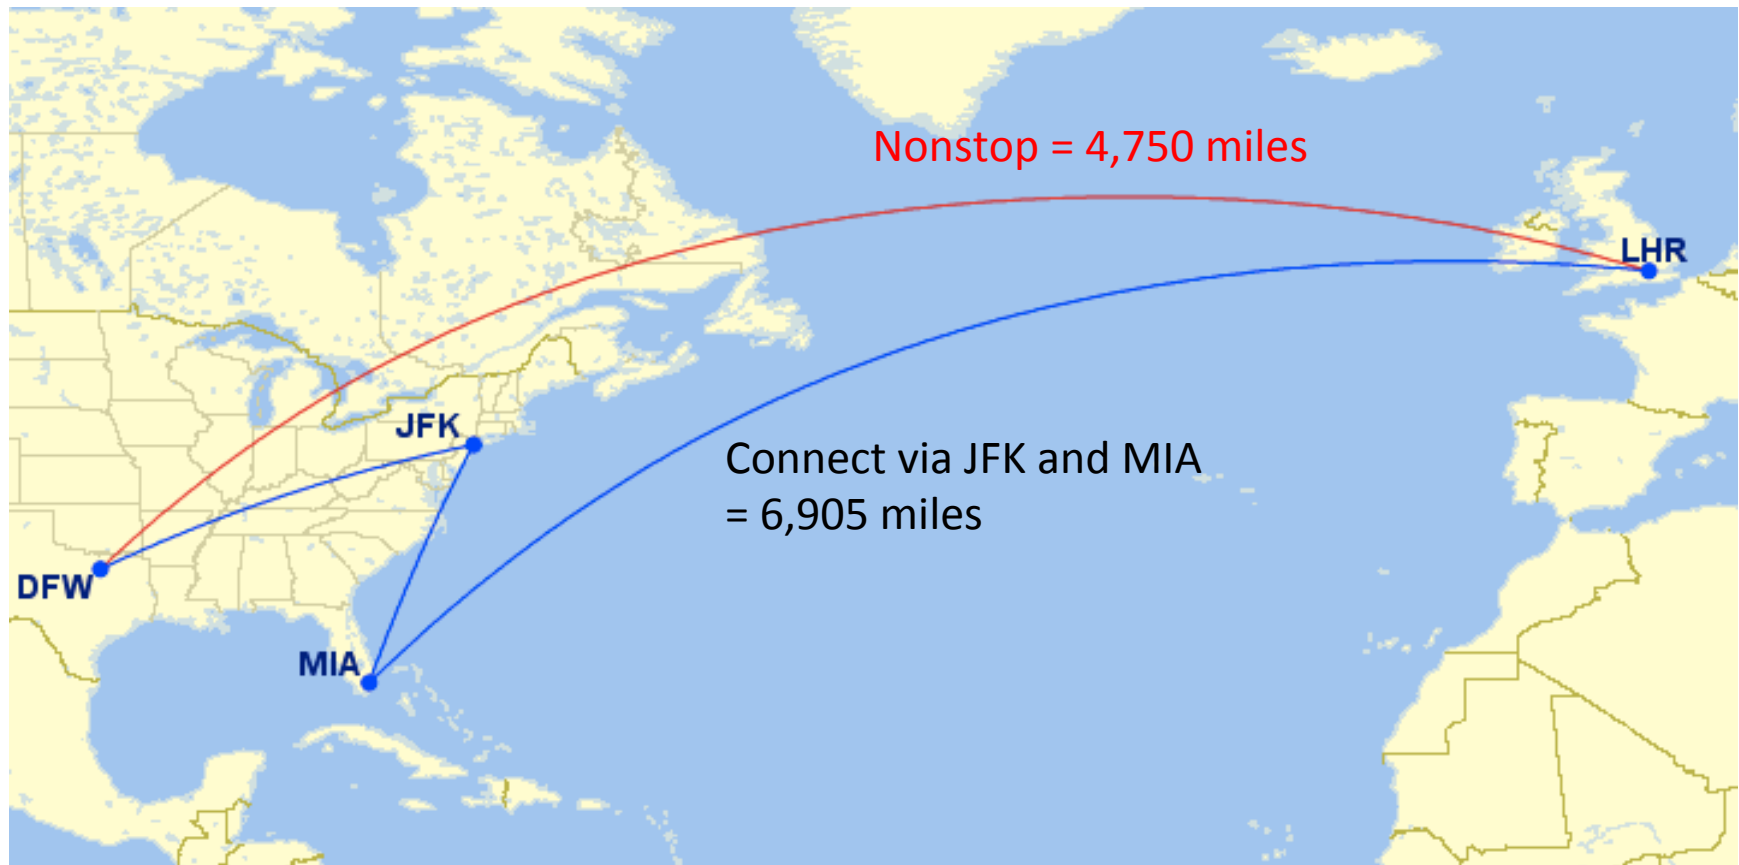 Nonstop = 4,750 miles
LHR
JFK
Connect via JFK and MIA
= 6,905 miles
DFW
MIA